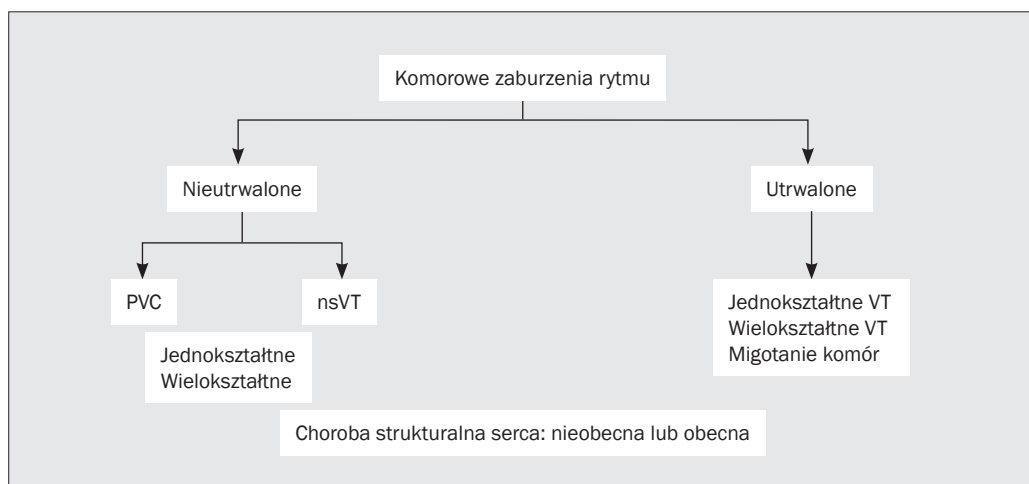 Komorowe zaburzenia rytmu
Nieutrwalone
Utrwalone
PVC
nsVT
Jednokształtne VT
Wielokształtne VT
Migotanie komór
Jednokształtne
Wielokształtne
Choroba strukturalna serca: nieobecna lub obecna